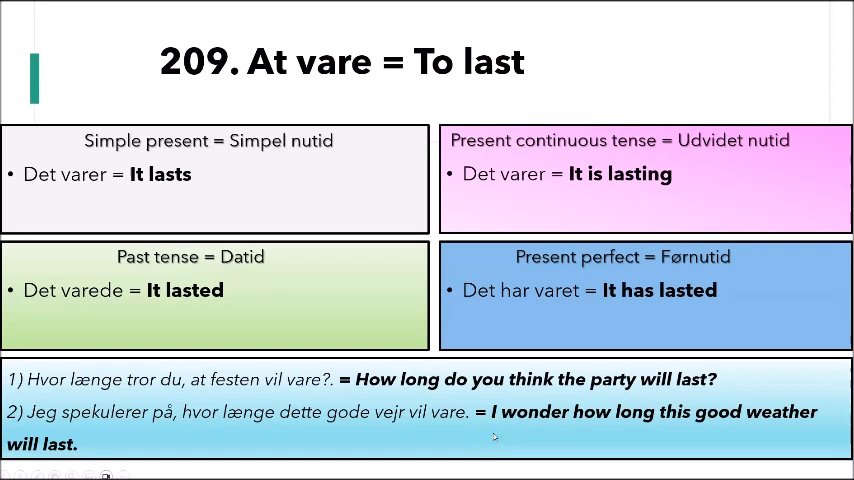 209. At vare = To last
Simple present = Simpel nutid
• Det varer = It lasts
Present continuous tense = Udvidet nutid
• Det varer = It is lasting
Past tense = Datid
• Det varede = It lasted
Present perfect = Førnutid
• Det har varet = It has lasted
1) Hvor længe tror du, at festen vil vare?. = How long do you think the party will last?
2) Jeg spekulerer på, hvor længe dette gode vejr vil vare. = I wonder how long this good weather
will last.